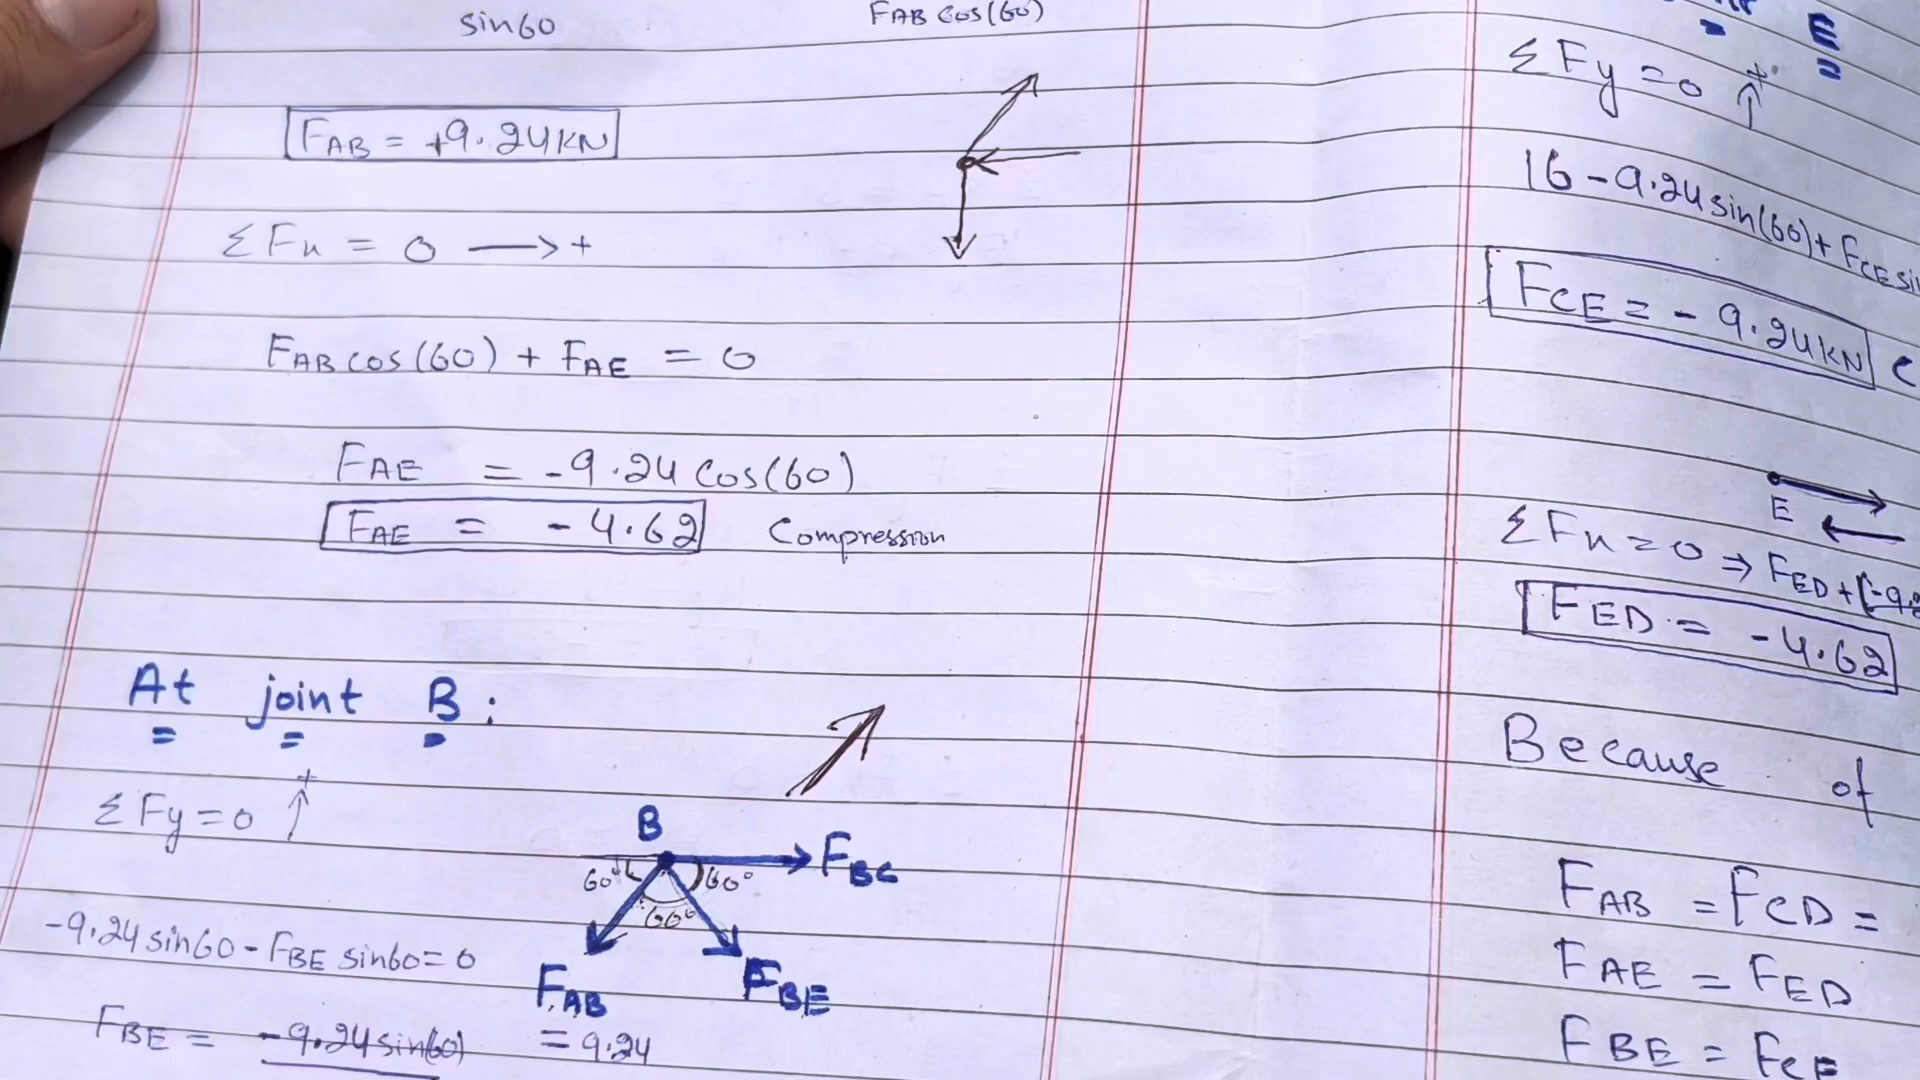 sin60
FAB cos(60)
FAB = +9.24KN
ΣFx = 0 ⟶+
FAB cos(60) + FAE = 0
FAE = -9.24 cos(60)
FAE = -4.62 Compression
At joint B:
ΣFy=0 ↑+
B
60°
60°
60°
FBC
FAB
FBE
-9.24 sin60 - FBE sin60=0
FBE = -9.24 sin(60) = 9.24
E
ΣFy=0 ↑+
16-9.24 sin(60)+FCE sin
FCE = -9.24KN C
E
ΣFx=0 ⇒ FED+(-9.2
FED = -4.62
Because of
FAB = FCD =
FAE = FED
FBE = FCE